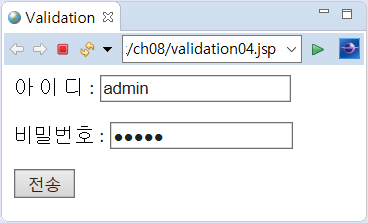 Validation
:/ch08/validation04.jsp
아 이 디 : admin
비밀번호 : ●●●●●
전송